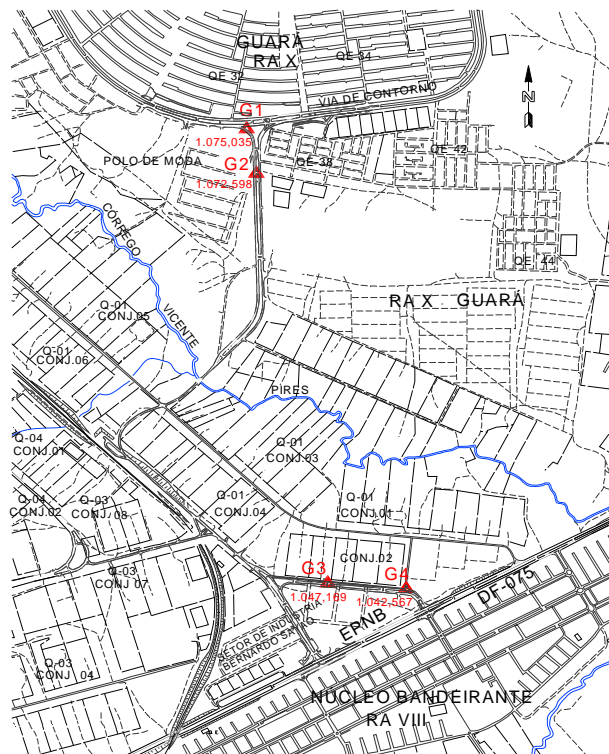 GUARÁ
RA X
QE 32
QE 34
VIA DE CONTORNO
G1
1.075,035
POLO DE MODA
G2
1.072,598
QE-38
QE 42
N
QE 44
CÓRREGO
VICENTE
PIRES
RA X GUARÁ
Q-01
CONJ.05
Q-01
CONJ.06
Q-04
CONJ.01
Q-01
CONJ.03
Q-01
CONJ.04
Q-01
CONJ.01
Q-04
CONJ.02
Q-03
CONJ.08
CONJ.02
Q-03
CONJ 07
G3
1.047,169
G4
1.042,567
DF-075
EPNB
SETOR DE INDÚSTRIA
BERNARDO SAYÃO
Q-03
CONJ 04
NÚCLEO BANDEIRANTE
RA VIII